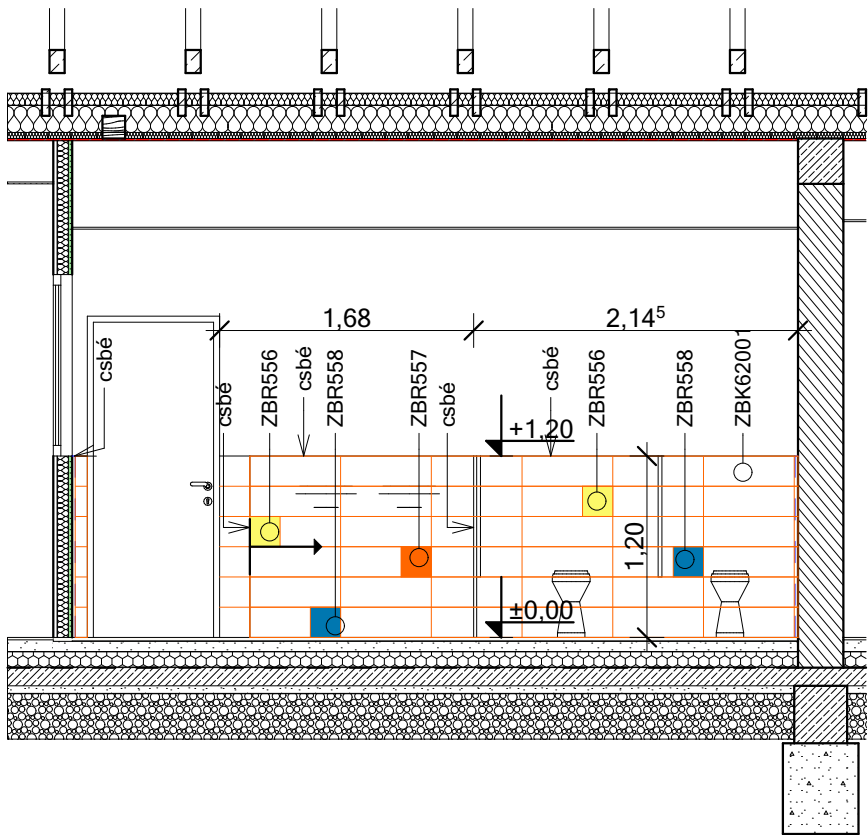 1,68
2,14⁵
csbé
csbé
ZBR556
csbé
ZBR558
ZBR557
csbé
csbé
ZBR556
ZBR558
ZBK62001
+1,20
1,20
±0,00